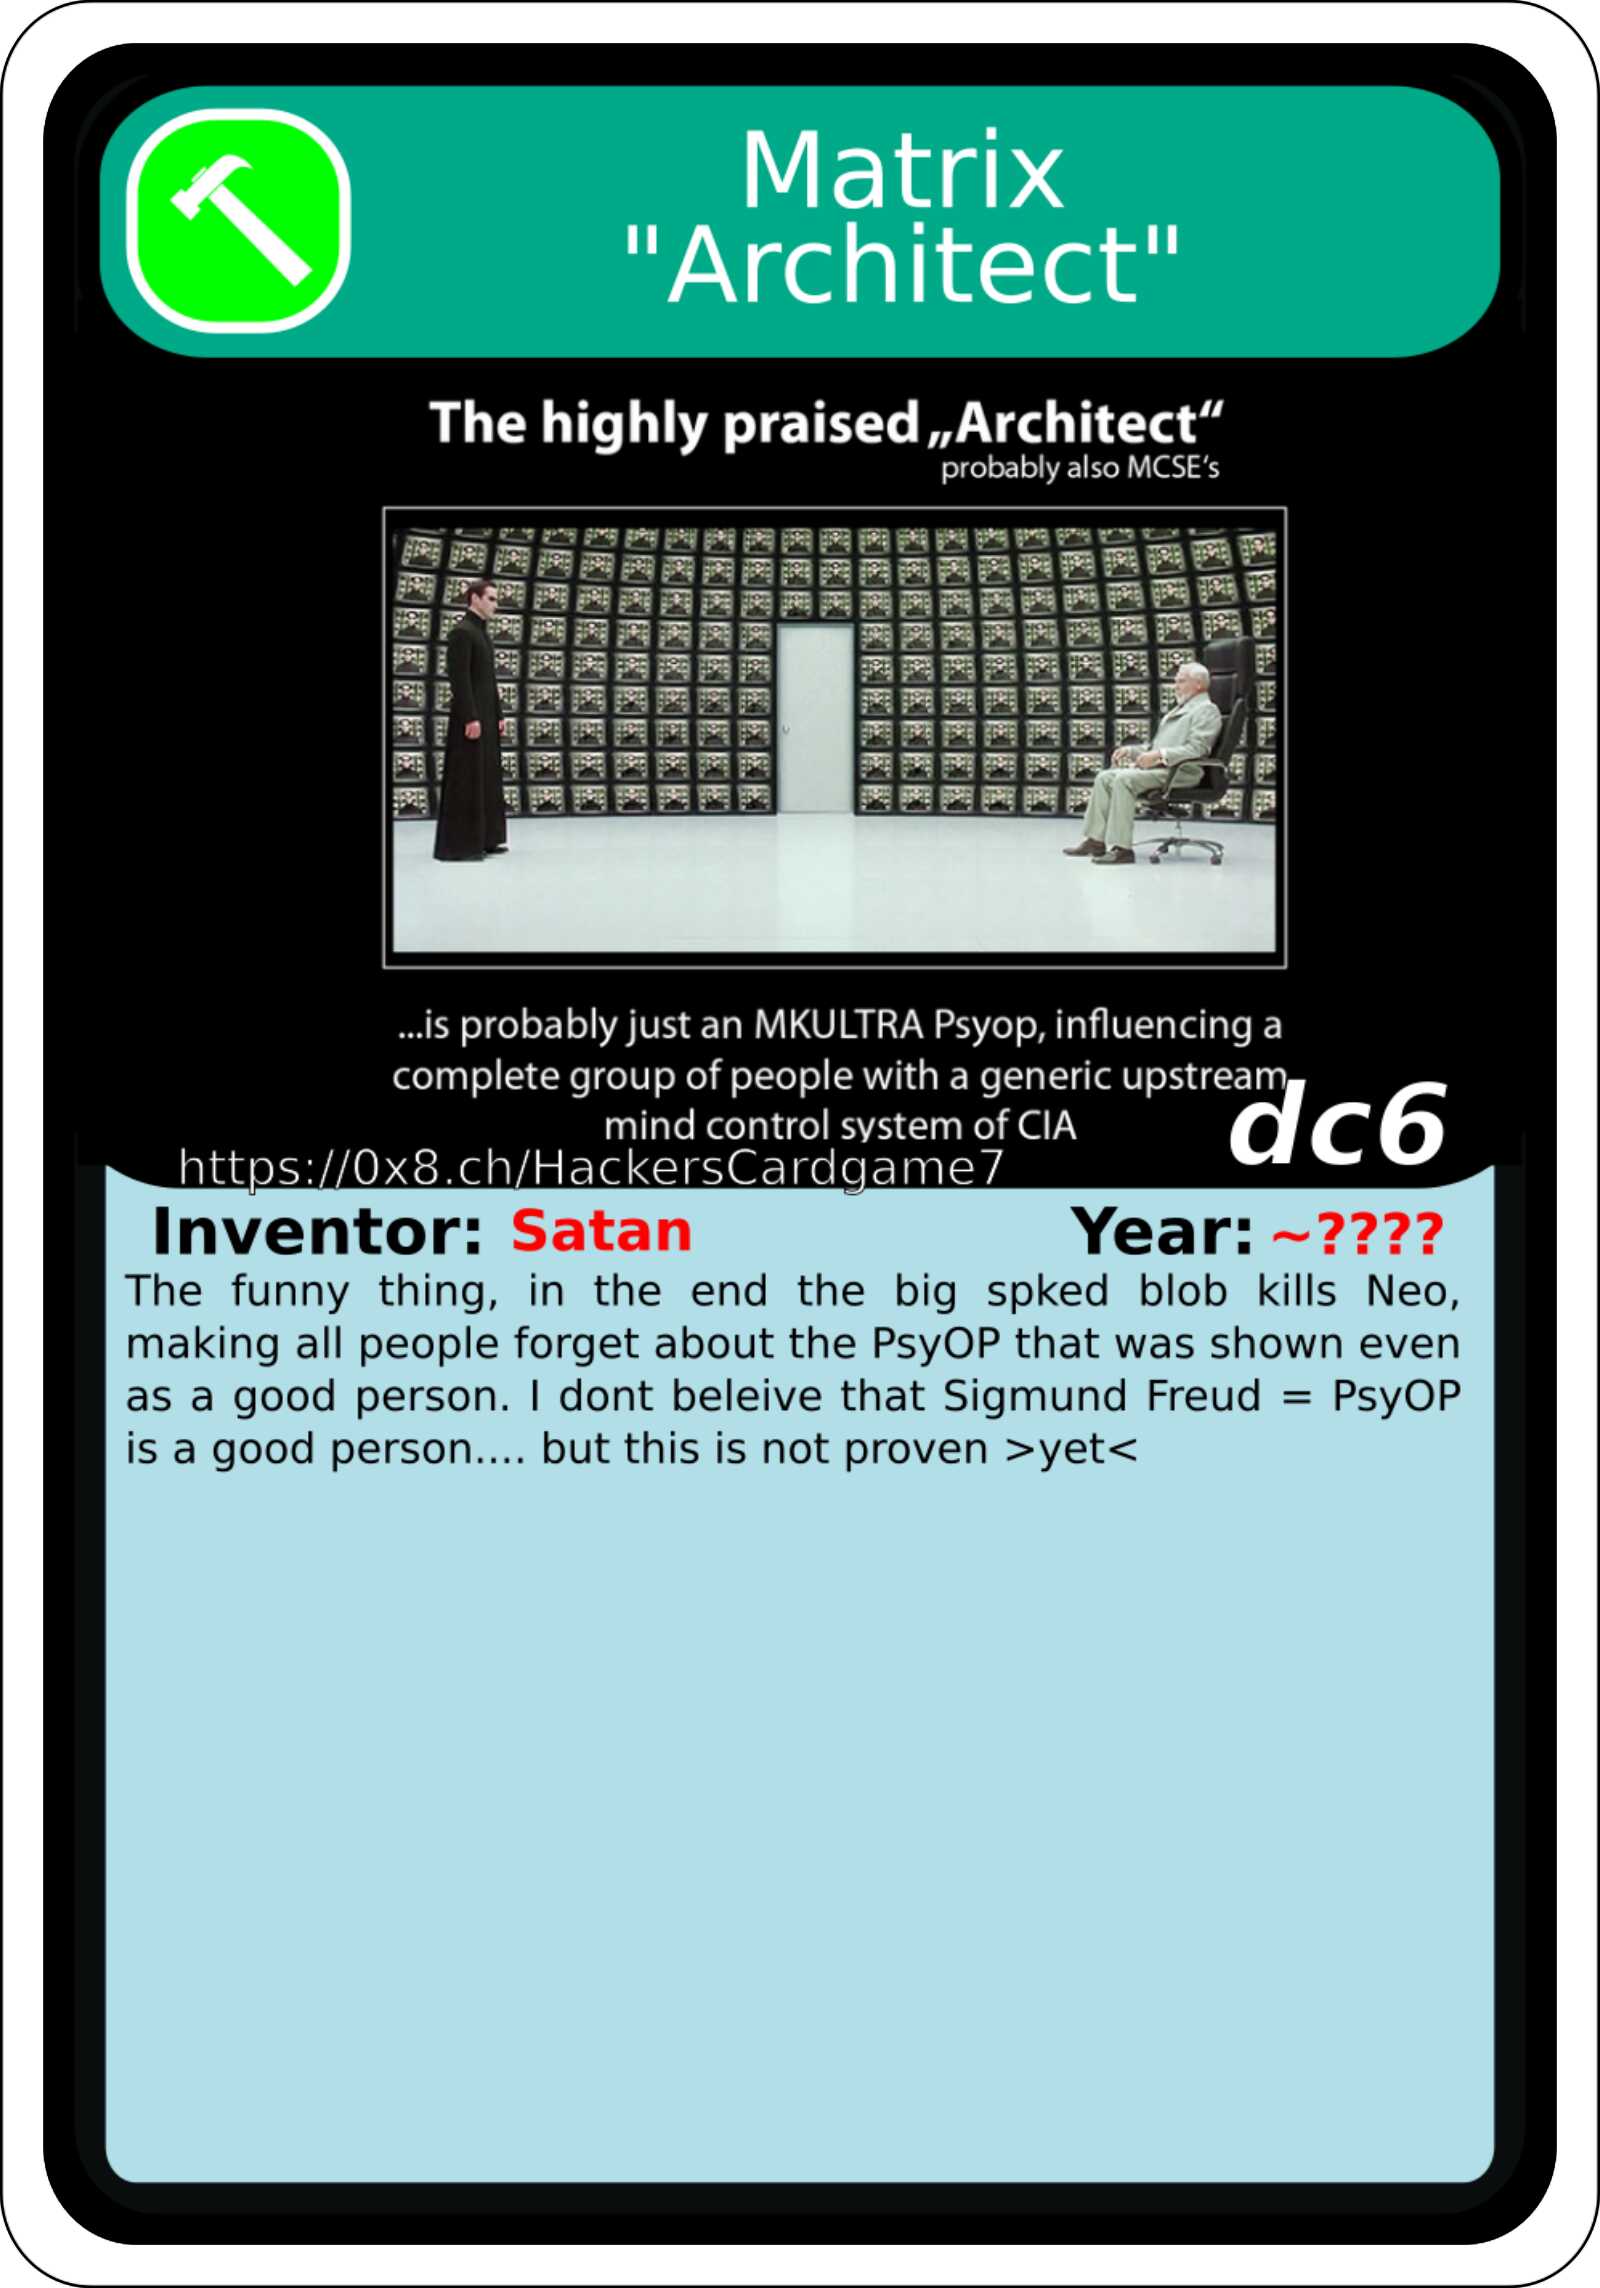 Matrix
"Architect"
The highly praised „Architect“
probably also MCSE‘s
...is probably just an MKULTRA Psyop, influencing a
complete group of people with a generic upstream
mind control system of CIA
dc6
https://0x8.ch/HackersCardgame7
Inventor: Satan Year: ~????
The funny thing, in the end the big spked blob kills Neo,
making all people forget about the PsyOP that was shown even
as a good person. I dont beleive that Sigmund Freud = PsyOP
is a good person.... but this is not proven >yet<